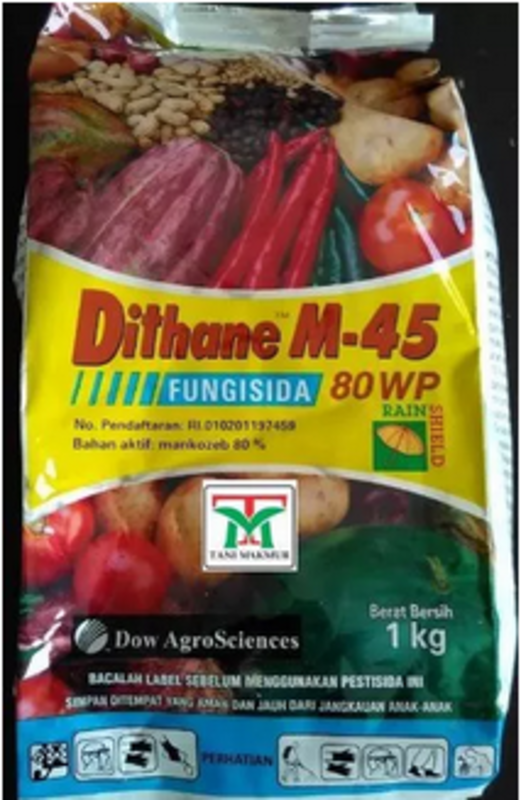 Dithane™ M-45
FUNGISIDA 80 WP
RAIN SHIELD
No. Pendaftaran: RI.010201197459
Bahan aktif: mankozeb 80 %
TM
TANI MAKMUR
Dow AgroSciences
Berat Bersih
1 kg
BACALAH LABEL SEBELUM MENGGUNAKAN PESTISIDA INI
SIMPAN DITEMPAT YANG AMAN DAN JAUH DARI JANGKAUAN ANAK-ANAK
PERHATIAN